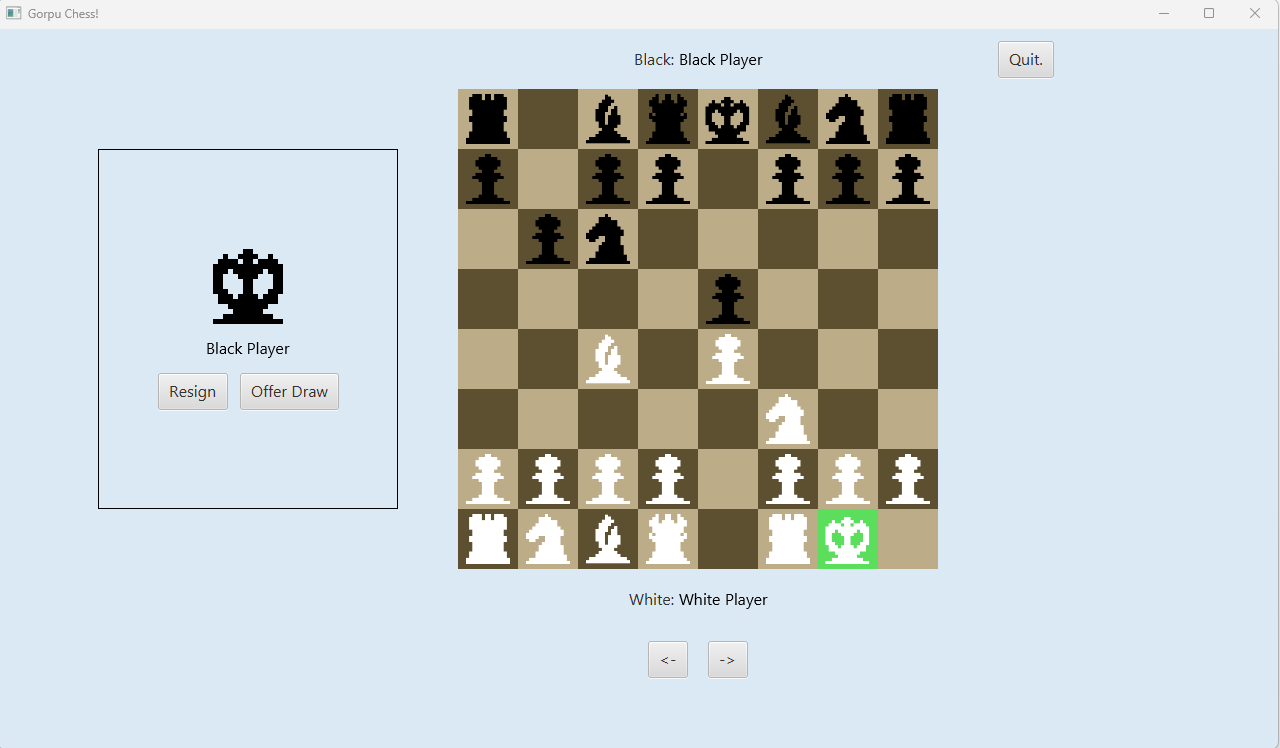 Gorpu Chess!
Black: Black Player
Quit.
Black Player
Resign
Offer Draw
White: White Player
<-
->